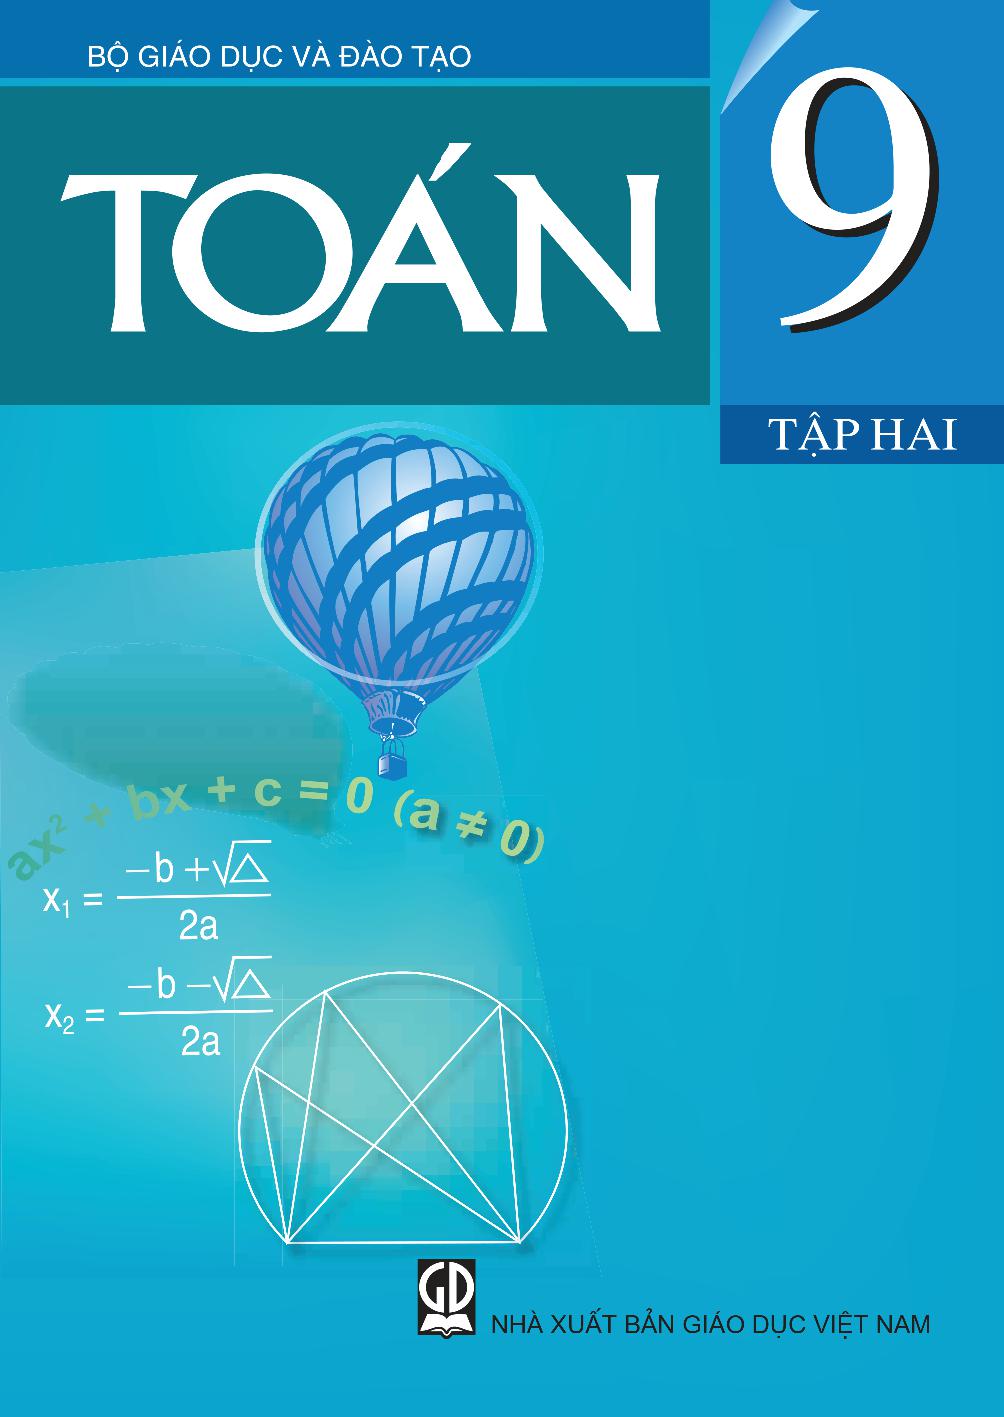 BỘ GIÁO DỤC VÀ ĐÀO TẠO
TOÁN
9
TẬP HAI
ax² + bx + c = 0 (a ≠ 0)
x₁ = (−b + √△) / 2a
x₂ = (−b − √△) / 2a
GD
NHÀ XUẤT BẢN GIÁO DỤC VIỆT NAM